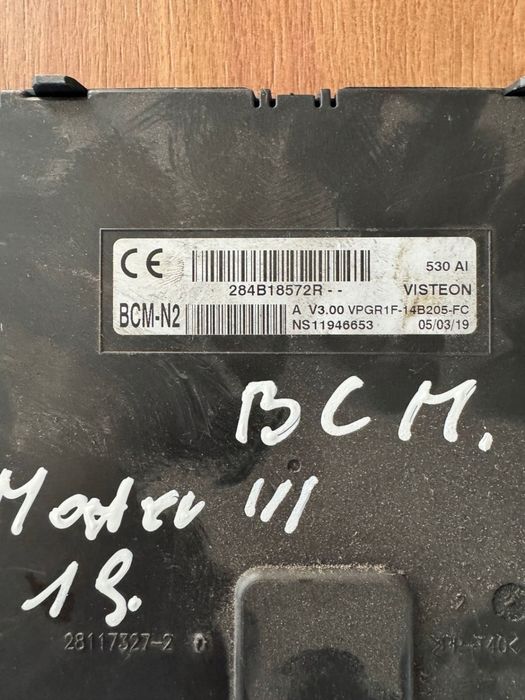 CE 530 AI
284B18572R - - VISTEON
BCM-N2 A V3.00 VPGR1F-14B205-FC
NS11946653 05/03/19
BCM.
Master III
19.
28117327-2